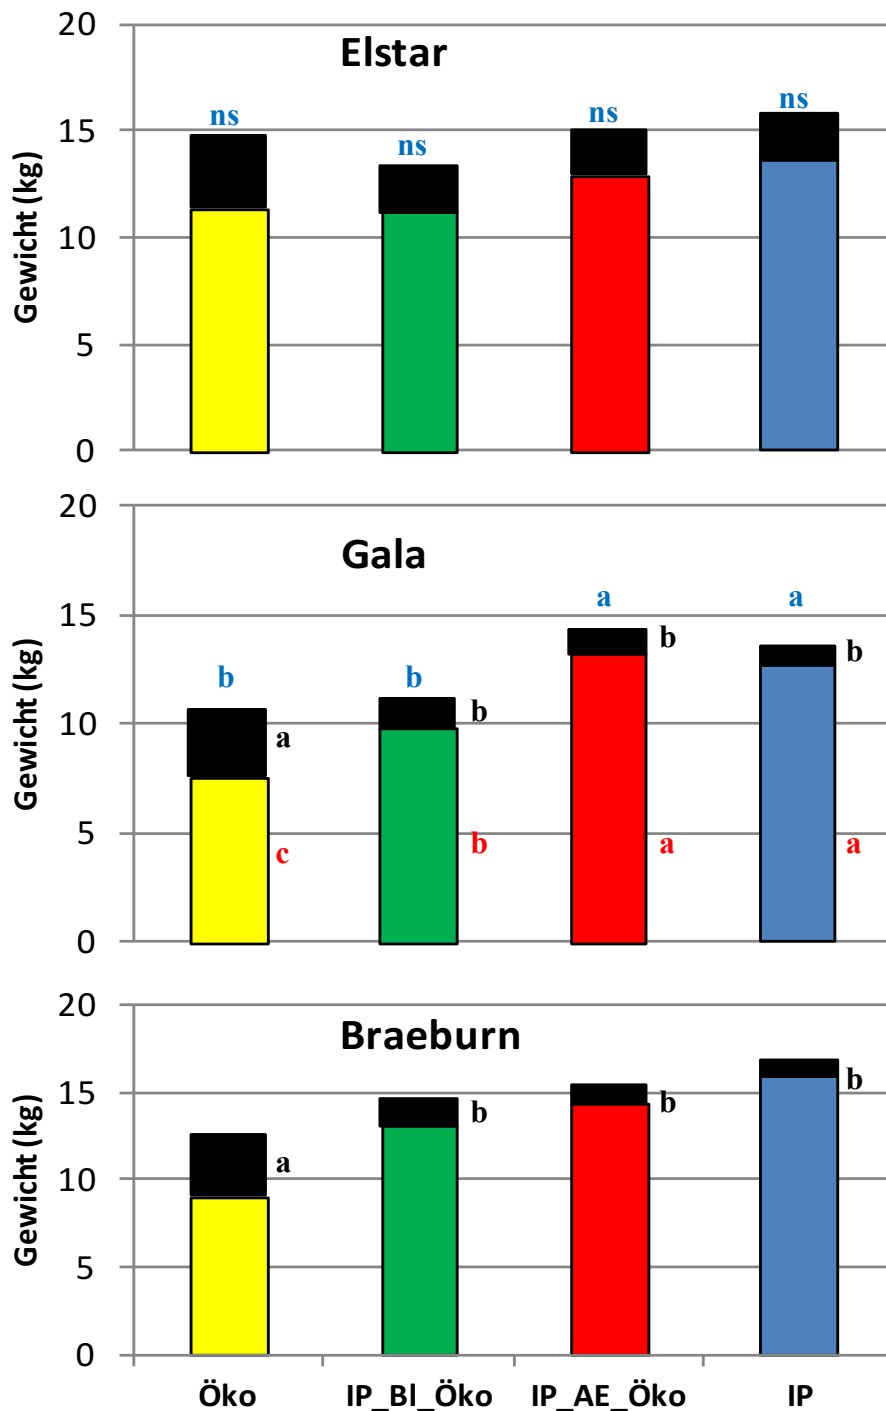 Elstar
Gewicht (kg)
20
15
10
5
0
ns ns ns ns
Gala
Gewicht (kg)
20
15
10
5
0
b b a a
a b b b
c b a a
Braeburn
Gewicht (kg)
20
15
10
5
0
a b b b
Öko IP_Bl_Öko IP_AE_Öko IP